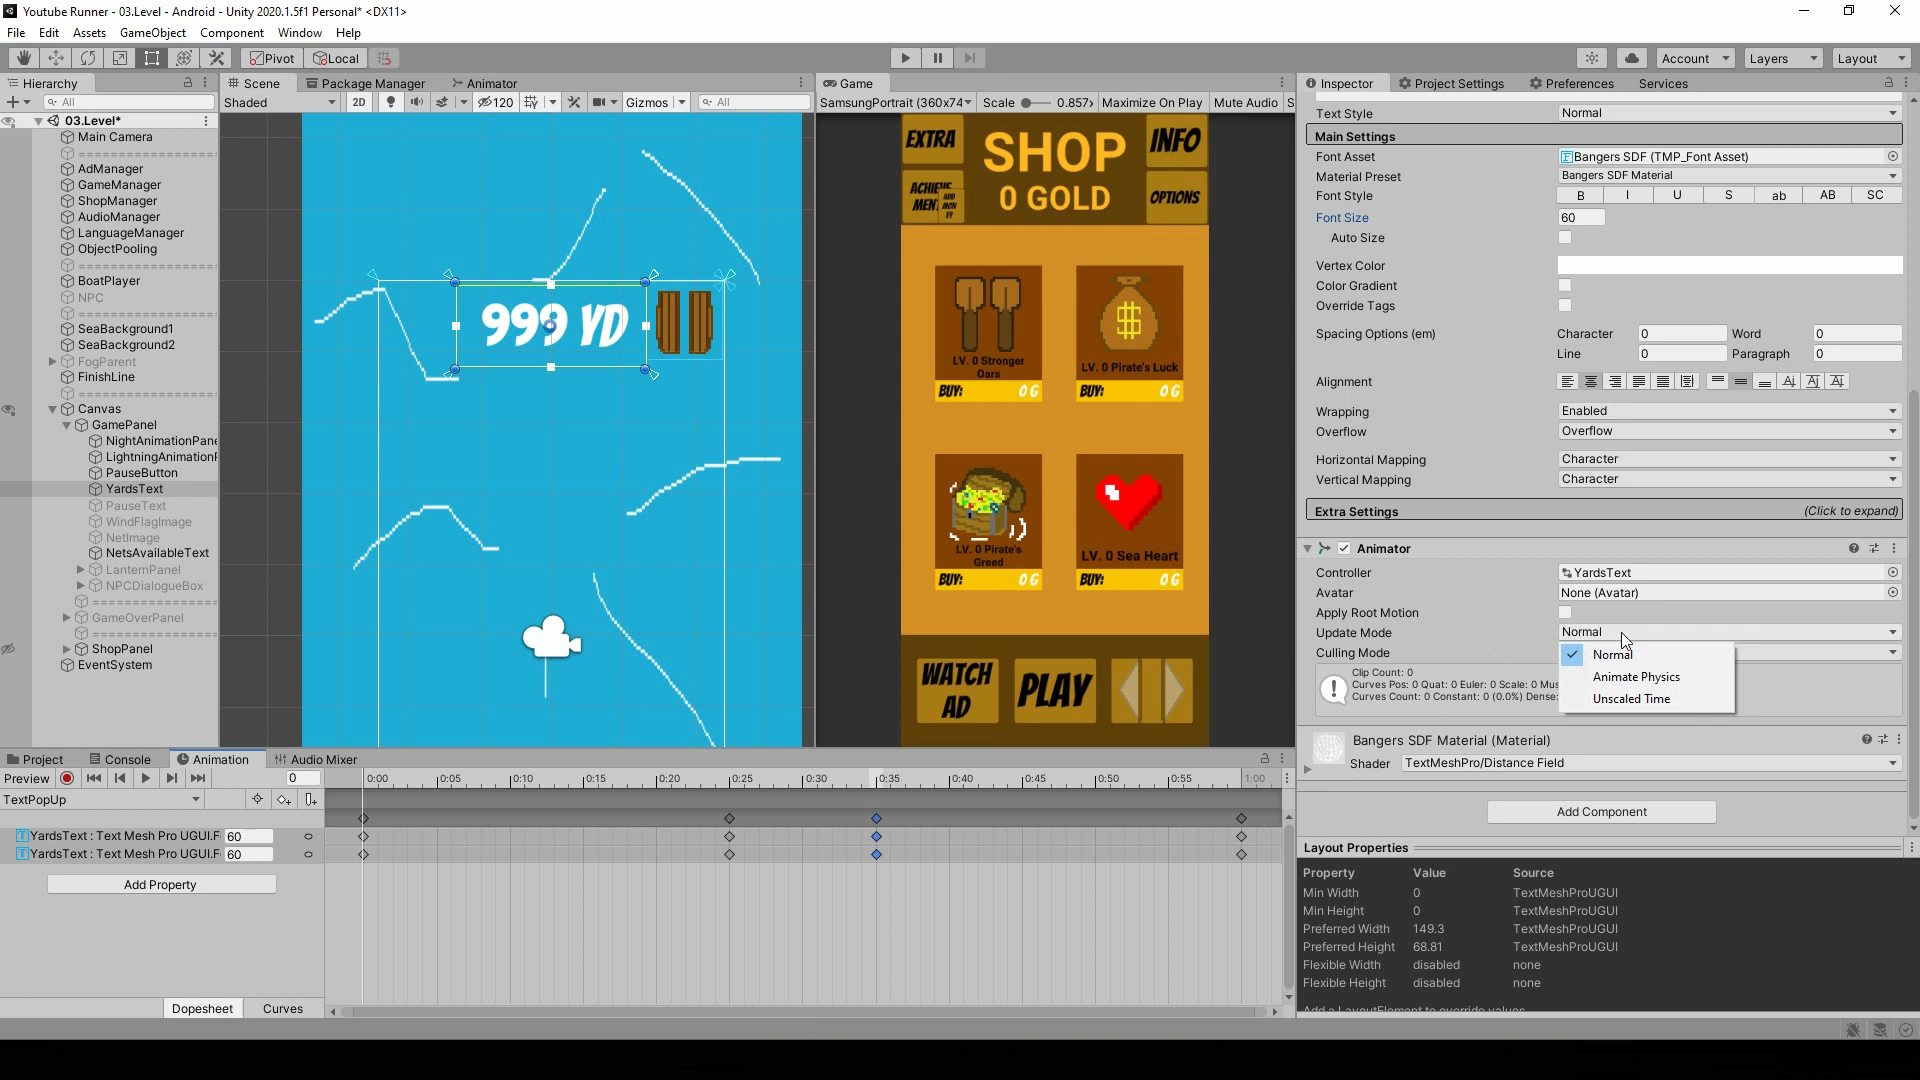 Youtube Runner - 03.Level - Android - Unity 2020.1.5f1 Personal* <DX11>
File Edit Assets GameObject Component Window Help
Pivot Local Account Layers Layout
Hierarchy Scene Package Manager Animator Game Inspector Project Settings Preferences Services
All Shaded 2D 120 Gizmos All SamsungPortrait (360x74 Scale 0.857x Maximize On Play Mute Audio S
03.Level*
Main Camera
AdManager
GameManager
ShopManager
AudioManager
LanguageManager
ObjectPooling
BoatPlayer
NPC
SeaBackground1
SeaBackground2
FogParent
FinishLine
Canvas
GamePanel
NightAnimationPane
LightningAnimationF
PauseButton
YardsText
PauseText
WindFlagImage
NetImage
NetsAvailableText
LanternPanel
NPCDialogueBox
GameOverPanel
ShopPanel
EventSystem
999 YD
EXTRA
SHOP
INFO
ACHIEVE
MEN
ADD
MON
EY
0 GOLD
OPTIONS
LV. 0 Stronger
Oars
LV. 0 Pirate's Luck
BUY: 0 G
BUY: 0 G
LV. 0 Pirate's
Greed
LV. 0 Sea Heart
BUY: 0 G
BUY: 0 G
WATCH
AD
PLAY
Text Style Normal
Main Settings
Font Asset Bangers SDF (TMP_Font Asset)
Material Preset Bangers SDF Material
Font Style B I U S ab AB SC
Font Size 60
Auto Size
Vertex Color
Color Gradient
Override Tags
Spacing Options (em) Character 0 Word 0
Line 0 Paragraph 0
Alignment
Wrapping Enabled
Overflow Overflow
Horizontal Mapping Character
Vertical Mapping Character
Extra Settings (Click to expand)
Animator
Controller YardsText
Avatar None (Avatar)
Apply Root Motion
Update Mode Normal
Culling Mode
Normal
Animate Physics
Unscaled Time
Clip Count: 0
Curves Pos: 0 Quat: 0 Euler: 0 Scale: 0 Mus
Curves Count: 0 Constant: 0 (0.0%) Dense:
Bangers SDF Material (Material)
Shader TextMeshPro/Distance Field
Add Component
Layout Properties
Property Value Source
Min Width 0 TextMeshProUGUI
Min Height 0 TextMeshProUGUI
Preferred Width 149.3 TextMeshProUGUI
Preferred Height 68.81 TextMeshProUGUI
Flexible Width disabled none
Flexible Height disabled none
Add a LayoutElement to override values
Project Console Animation Audio Mixer
Preview 0 0:00 0:05 0:10 0:15 0:20 0:25 0:30 0:35 0:40 0:45 0:50 0:55 1:00
TextPopUp
YardsText : Text Mesh Pro UGUI.F 60
YardsText : Text Mesh Pro UGUI.F 60
Add Property
Dopesheet Curves